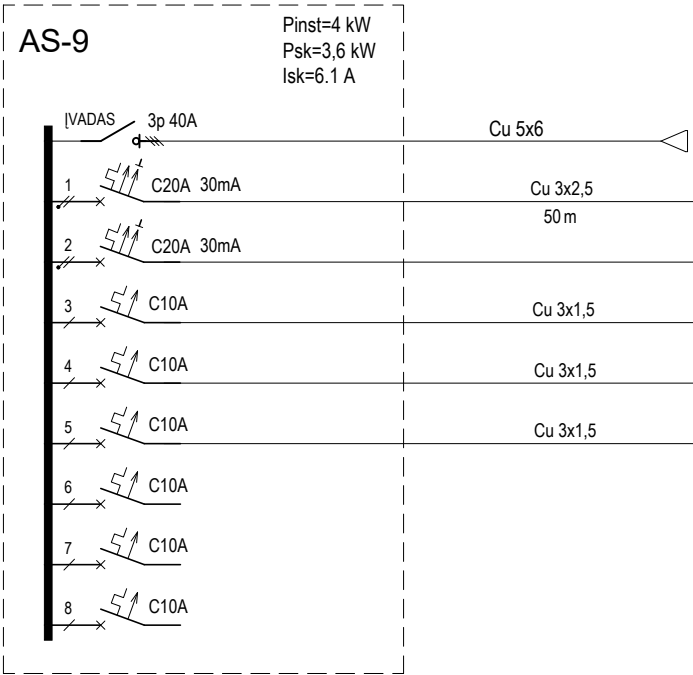 AS-9
Pinst=4 kW
Psk=3,6 kW
Isk=6.1 A
ĮVADAS 3p 40A Cu 5x6
1 C20A 30mA Cu 3x2,5
50 m
2 C20A 30mA
3 C10A Cu 3x1,5
4 C10A Cu 3x1,5
5 C10A Cu 3x1,5
6 C10A
7 C10A
8 C10A